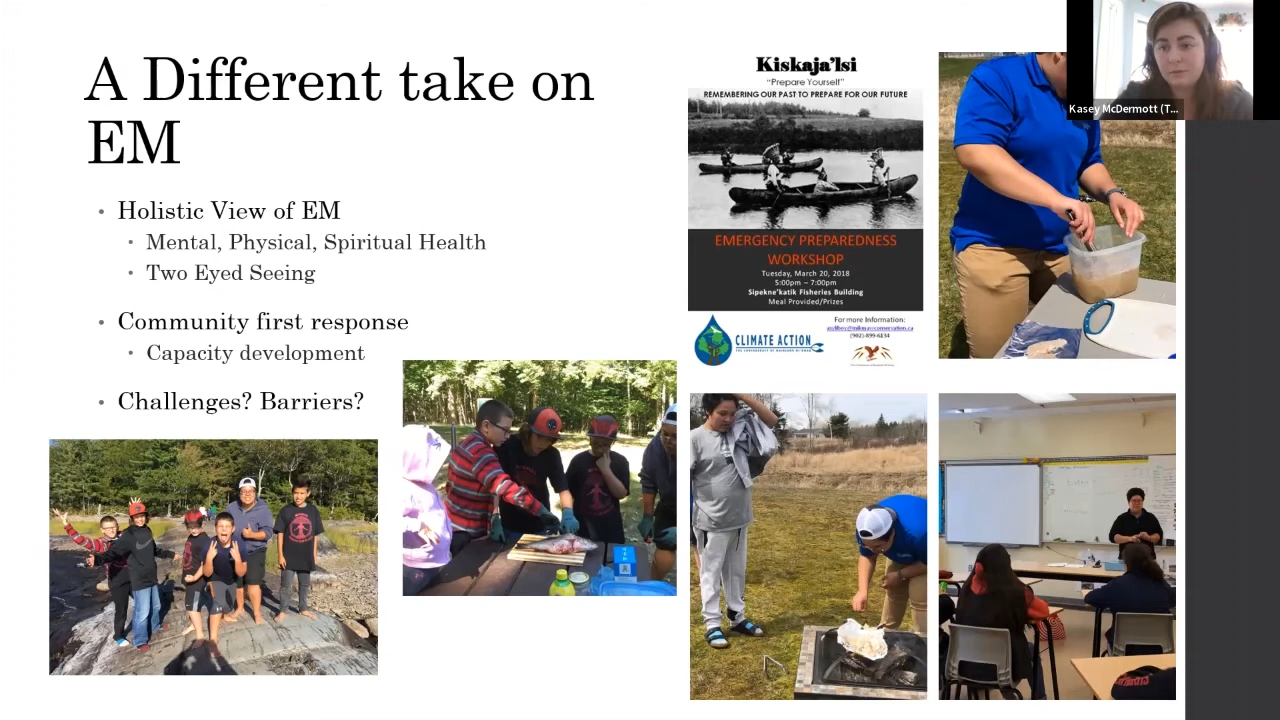 A Different take on
EM
Holistic View of EM
Mental, Physical, Spiritual Health
Two Eyed Seeing
Community first response
Capacity development
Challenges? Barriers?
Kiskaja'lsi
"Prepare Yourself"
REMEMBERING OUR PAST TO PREPARE FOR OUR FUTURE
EMERGENCY PREPAREDNESS
WORKSHOP
Tuesday, March 20, 2018
5:00pm – 7:00pm
Sipekne'katik Fisheries Building
Meal Provided/Prizes
CLIMATE ACTION
For more information:
(902)-899-6134
Kasey McDermott (T...